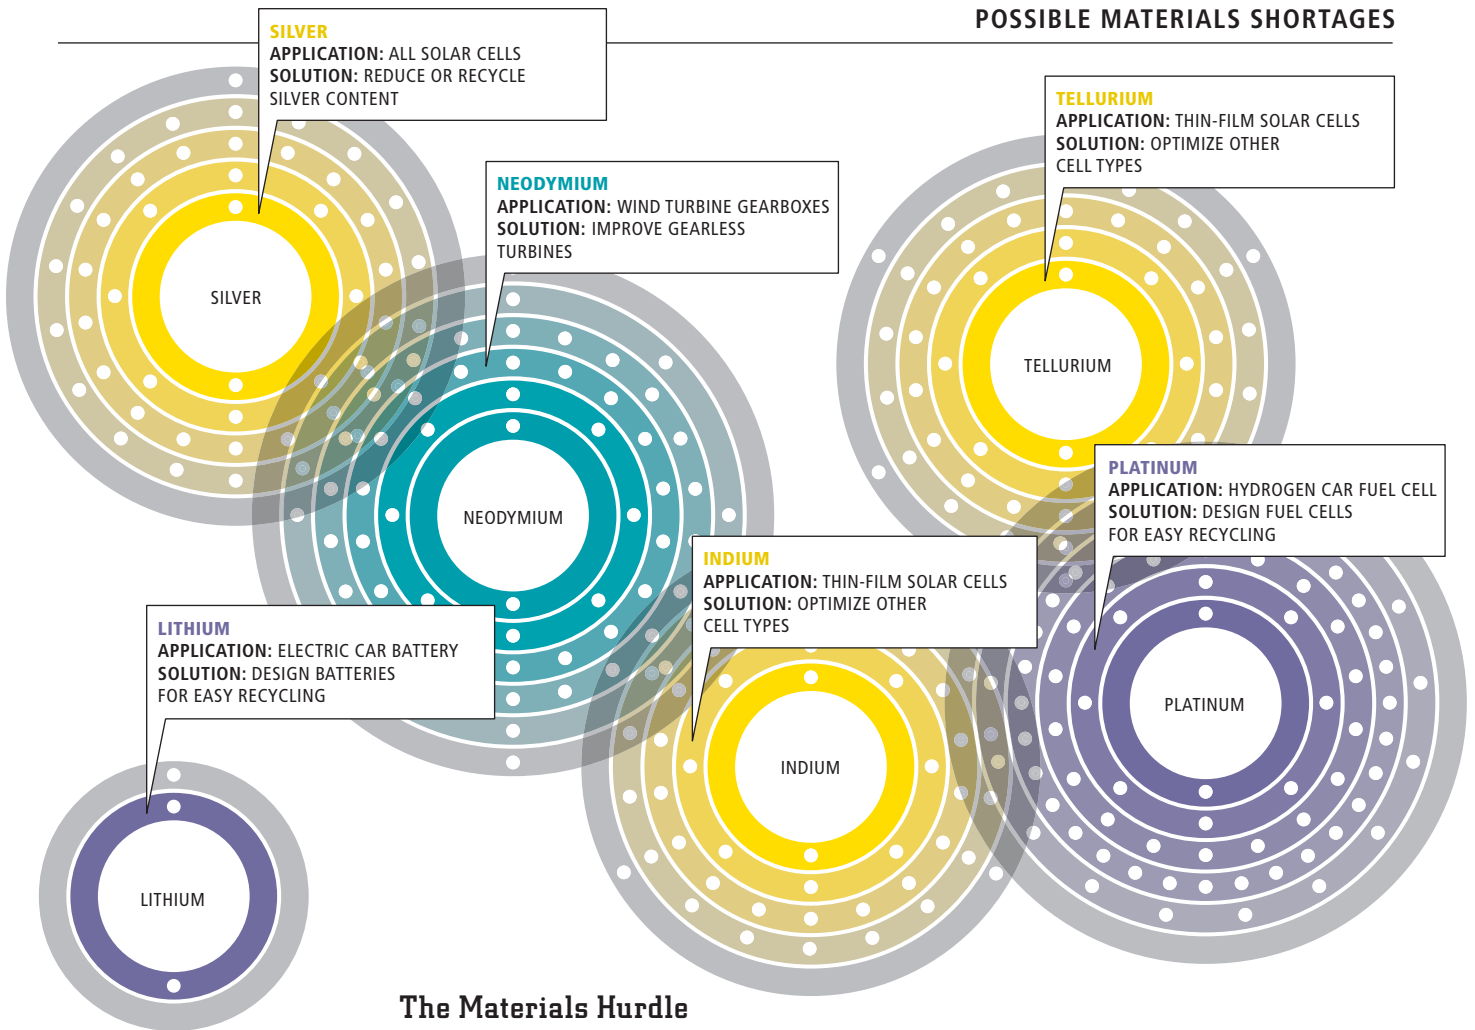 POSSIBLE MATERIALS SHORTAGES
SILVER
APPLICATION: ALL SOLAR CELLS
SOLUTION: REDUCE OR RECYCLE
SILVER CONTENT
TELLURIUM
APPLICATION: THIN-FILM SOLAR CELLS
SOLUTION: OPTIMIZE OTHER
CELL TYPES
NEODYMIUM
APPLICATION: WIND TURBINE GEARBOXES
SOLUTION: IMPROVE GEARLESS
TURBINES
SILVER
TELLURIUM
PLATINUM
APPLICATION: HYDROGEN CAR FUEL CELL
SOLUTION: DESIGN FUEL CELLS
FOR EASY RECYCLING
NEODYMIUM
INDIUM
APPLICATION: THIN-FILM SOLAR CELLS
SOLUTION: OPTIMIZE OTHER
CELL TYPES
LITHIUM
APPLICATION: ELECTRIC CAR BATTERY
SOLUTION: DESIGN BATTERIES
FOR EASY RECYCLING
PLATINUM
INDIUM
LITHIUM
The Materials Hurdle